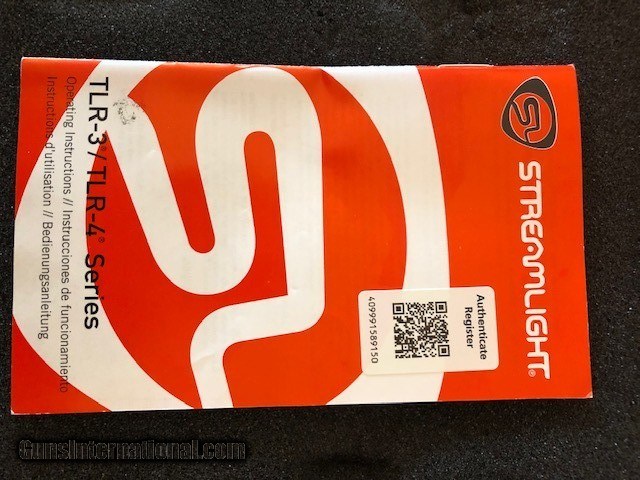 STREAMLIGHT®
Authenticate
Register
409991589150
TLR-3®/TLR-4® Series
Operating Instructions // Instrucciones de funcionamiento
Instructions d'utilisation // Bedienungsanleitung
GunsInternational.com